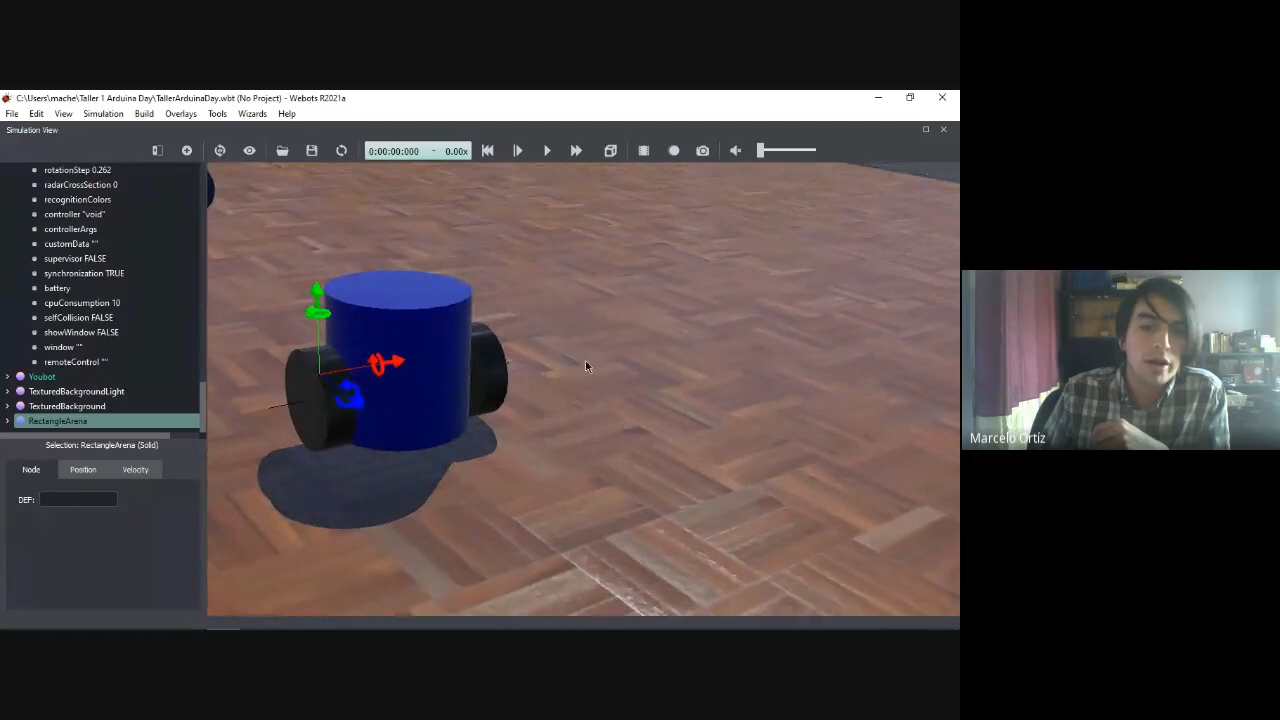 C:\Users\mache\Taller 1 Arduina Day\TallerArduinaDay.wbt (No Project) - Webots R2021a
File Edit View Simulation Build Overlays Tools Wizards Help
Simulation View
0:00:00:000 - 0.00x
rotationStep 0.262
radarCrossSection 0
recognitionColors
controller "void"
controllerArgs
customData ""
supervisor FALSE
synchronization TRUE
battery
cpuConsumption 10
selfCollision FALSE
showWindow FALSE
window ""
remoteControl ""
Youbot
TexturedBackgroundLight
TexturedBackground
RectangleArena
Selection: RectangleArena (Solid)
Node Position Velocity
DEF:
Marcelo Ortíz